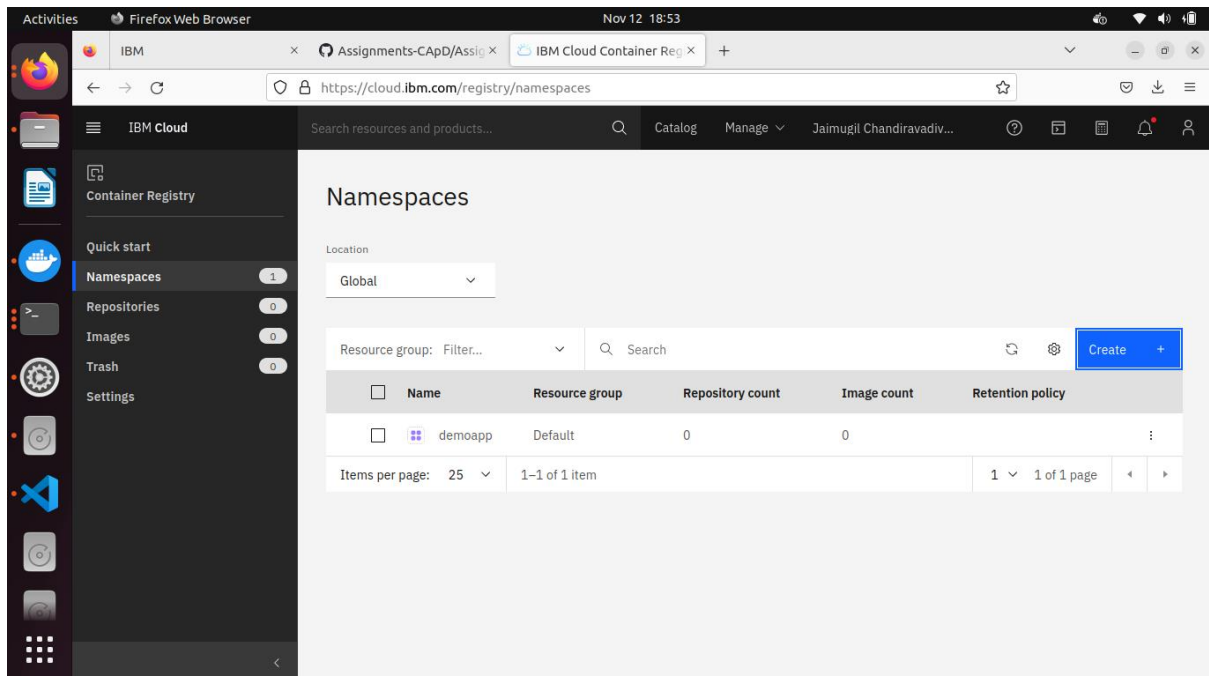 Activities Firefox Web Browser Nov 12 18:53
IBM Assignments-CApD/Assig IBM Cloud Container Reg
https://cloud.ibm.com/registry/namespaces
IBM Cloud Search resources and products... Catalog Manage Jaimugil Chandiravadiv...
Container Registry
Quick start
Namespaces 1
Repositories 0
Images 0
Trash 0
Settings
Namespaces
Location
Global
Resource group: Filter... Search Create +
Name Resource group Repository count Image count Retention policy
demoapp Default 0 0
Items per page: 25 1–1 of 1 item 1 1 of 1 page